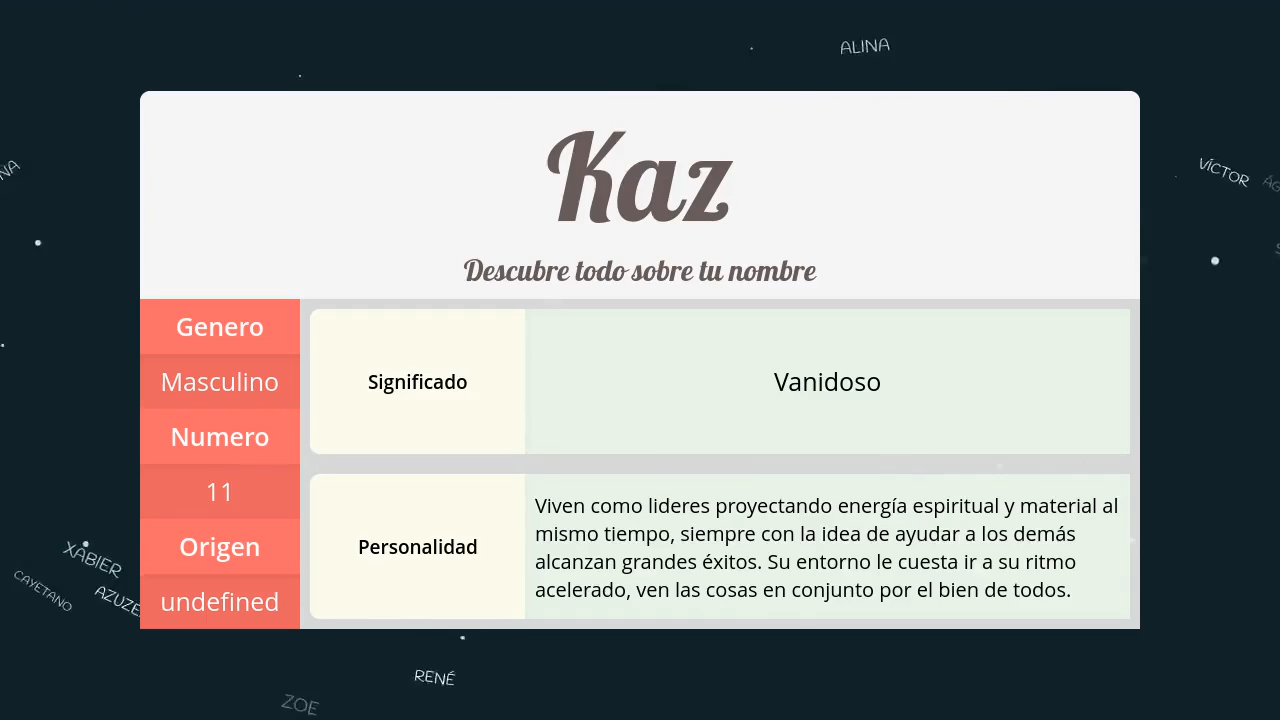 ALINA
Kaz
VÍCTOR
Descubre todo sobre tu nombre
Genero
Masculino
Numero
11
Origen
undefined
Significado
Vanidoso
Personalidad
Viven como lideres proyectando energía espiritual y material al
mismo tiempo, siempre con la idea de ayudar a los demás
alcanzan grandes éxitos. Su entorno le cuesta ir a su ritmo
acelerado, ven las cosas en conjunto por el bien de todos.
XABIER
CAYETANO
RENÉ
ZOE